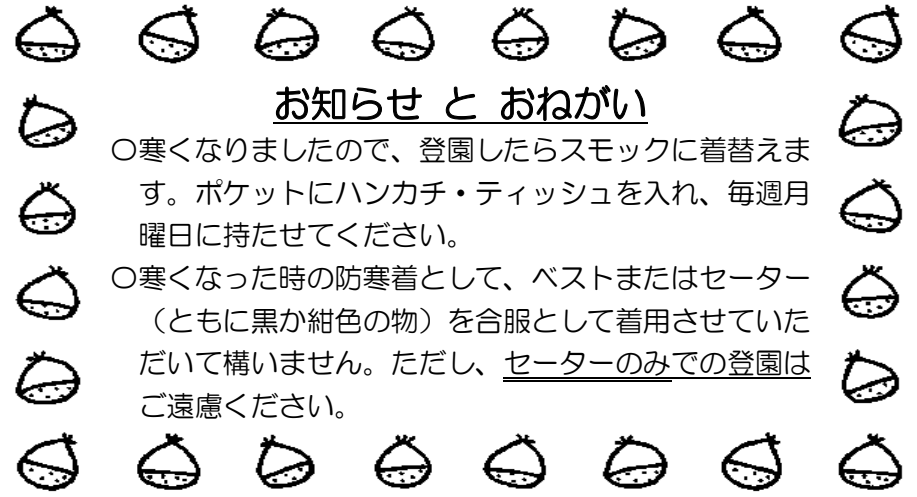 お知らせ と おねがい
○寒くなりましたので、登園したらスモックに着替えま
す。ポケットにハンカチ・ティッシュを入れ、毎週月
曜日に持たせてください。
○寒くなった時の防寒着として、ベストまたはセーター
（ともに黒か紺色の物）を合服として着用させていた
だいて構いません。ただし、セーターのみでの登園は
ご遠慮ください。